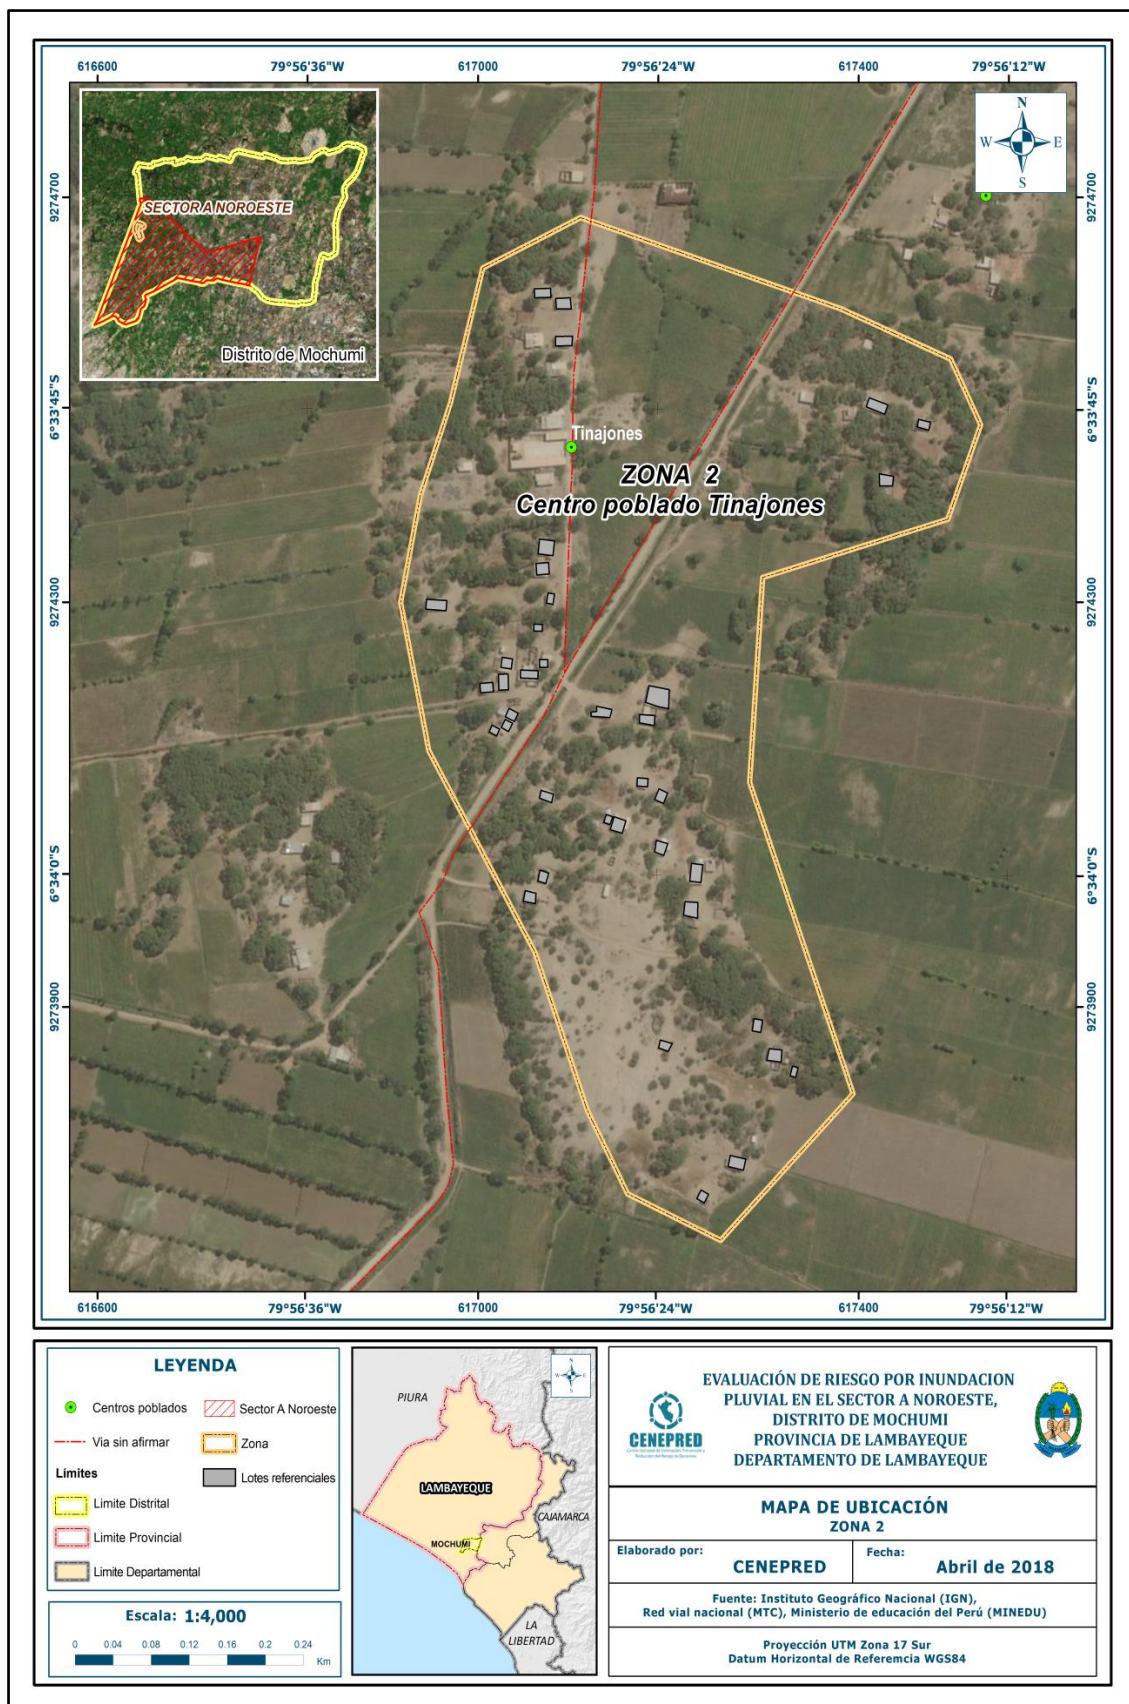 616600
79°56'36"W
617000
79°56'24"W
617400
79°56'12"W
N
W
E
S
SECTOR A NOROESTE
Distrito de Mochumi
9274700
9274700
6°33'45"S
6°33'45"S
Tinajones
ZONA 2
Centro poblado Tinajones
9274300
9274300
6°34'0"S
6°34'0"S
9273900
9273900
616600
79°56'36"W
617000
79°56'24"W
617400
79°56'12"W
LEYENDA
Centros poblados
Sector A Noroeste
Via sin afirmar
Zona
Límites
Lotes referenciales
Limite Distrital
Limite Provincial
Limite Departamental
Escala: 1:4,000
0 0.04 0.08 0.12 0.16 0.2 0.24
Km
N
W
E
S
PIURA
LAMBAYEQUE
CAJAMARCA
MOCHUMI
LA
LIBERTAD
CENEPRED
EVALUACIÓN DE RIESGO POR INUNDACION
PLUVIAL EN EL SECTOR A NOROESTE,
DISTRITO DE MOCHUMI
PROVINCIA DE LAMBAYEQUE
DEPARTAMENTO DE LAMBAYEQUE
MAPA DE UBICACIÓN
ZONA 2
Elaborado por:
CENEPRED
Fecha:
Abril de 2018
Fuente: Instituto Geográfico Nacional (IGN),
Red vial nacional (MTC), Ministerio de educación del Perú (MINEDU)
Proyección UTM Zona 17 Sur
Datum Horizontal de Referencia WGS84